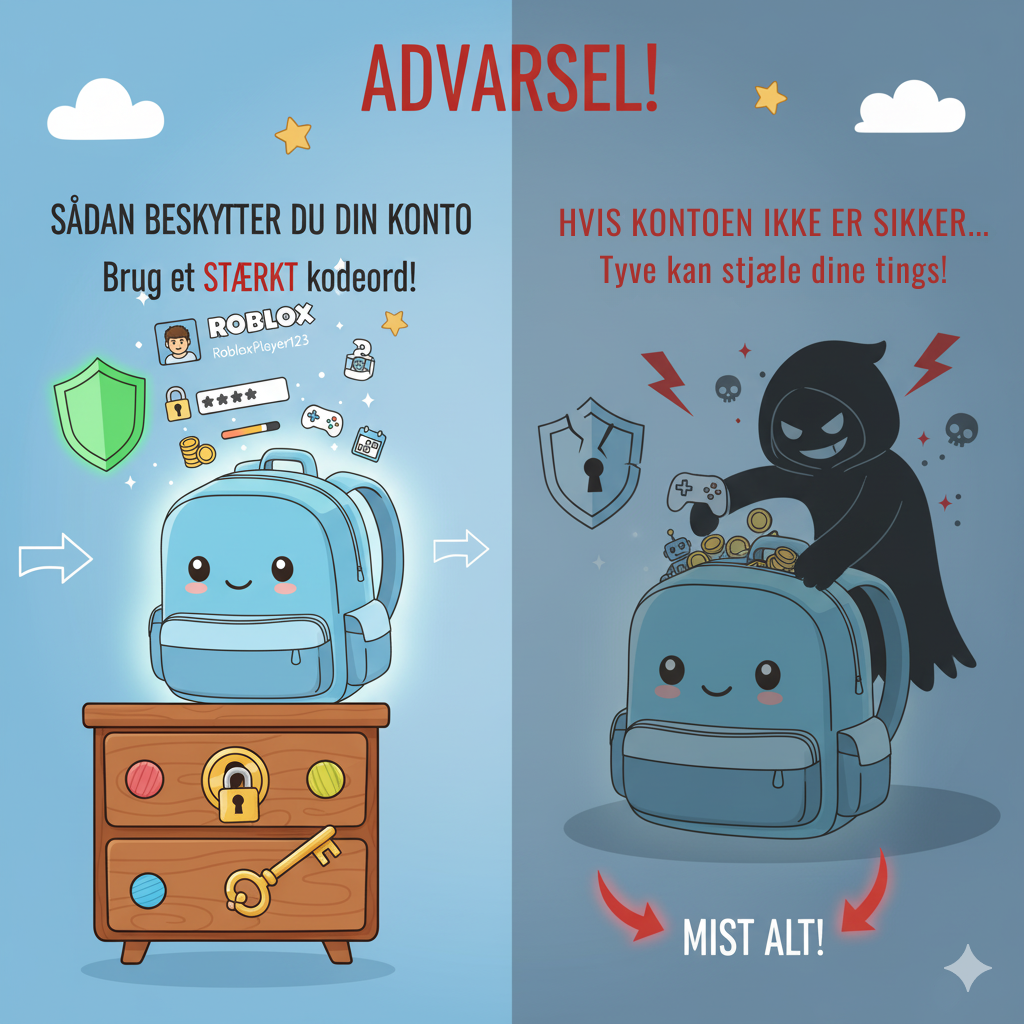 ADVARSEL!
SÅDAN BESKYTTER DU DIN KONTO
Brug et STÆRKT kodeord!
ROBLOX
RobloxPleyer123
****
HVIS KONTOEN IKKE ER SIKKER...
Tyve kan stjæle dine tings!
MIST ALT!